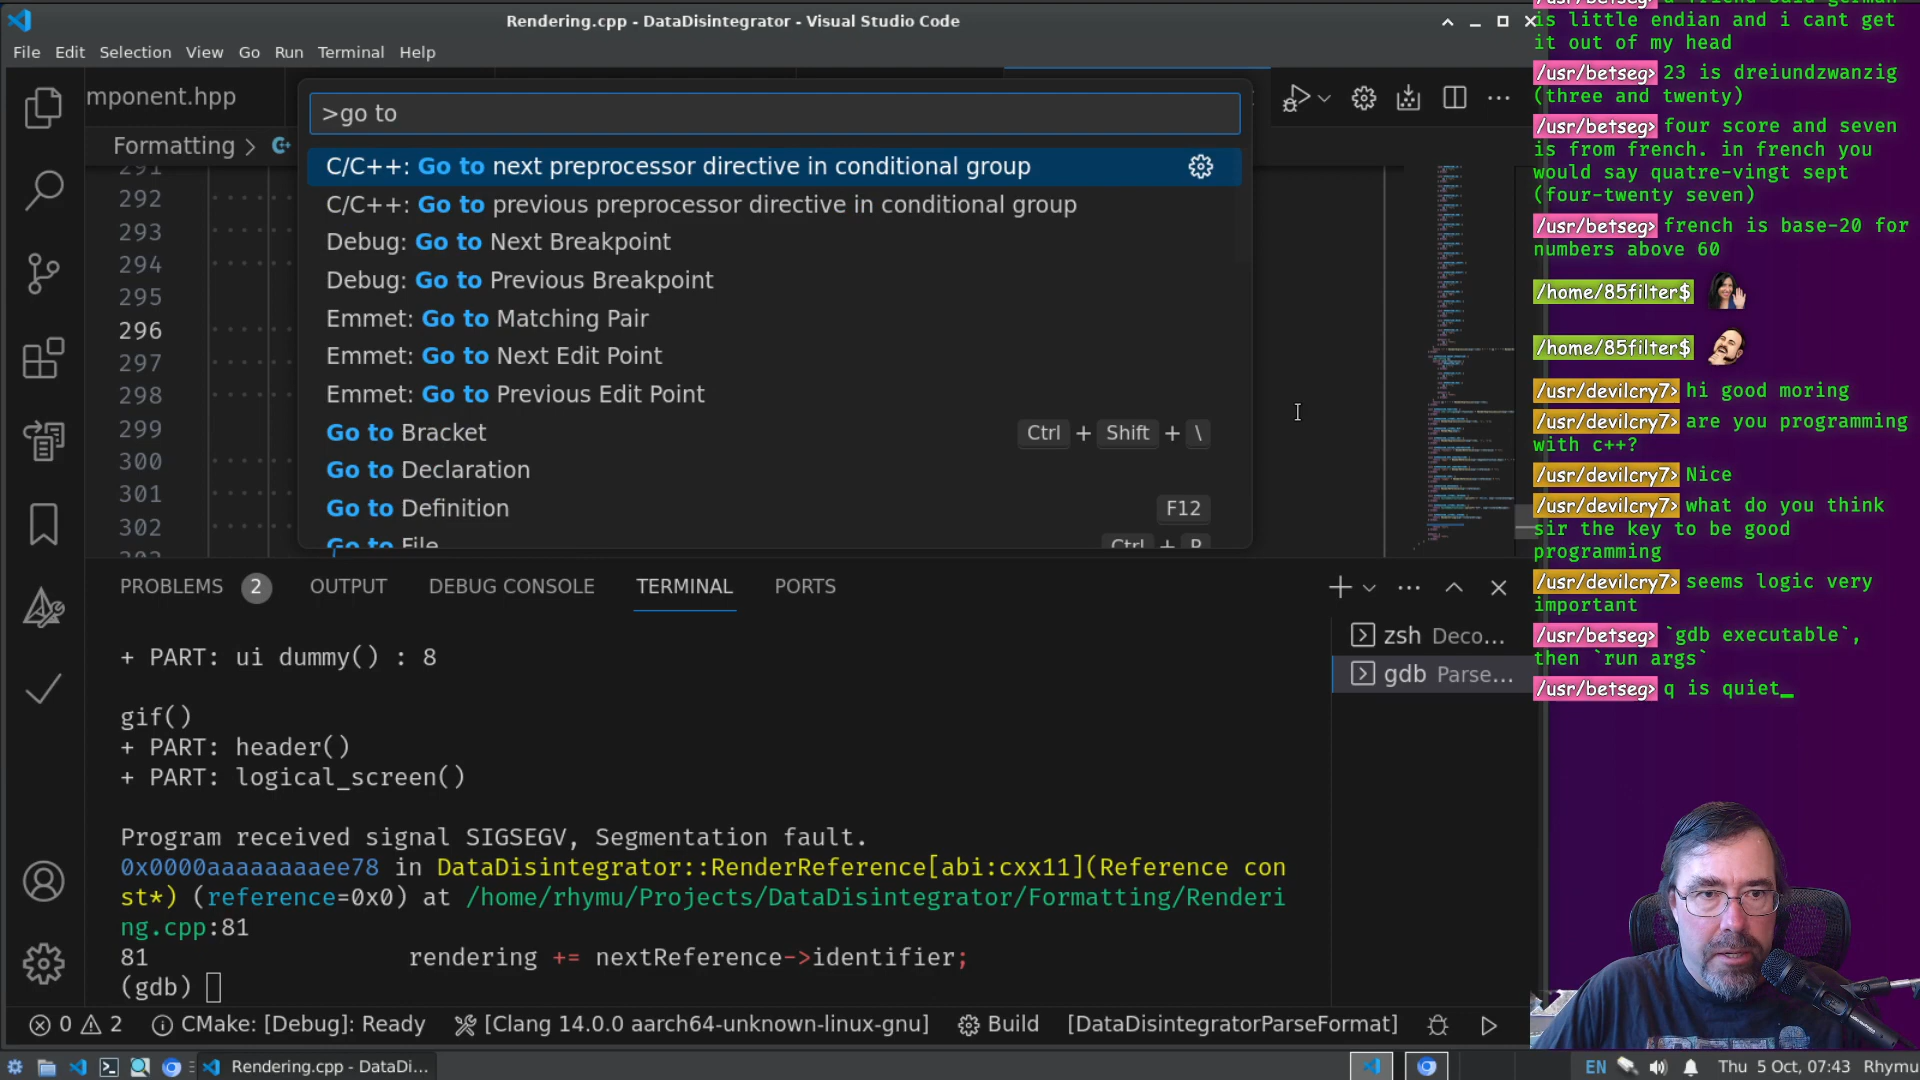 Rendering.cpp - DataDisintegrator - Visual Studio Code
File Edit Selection View Go Run Terminal Help
mponent.hpp
Formatting >
>go to
C/C++: Go to next preprocessor directive in conditional group
C/C++: Go to previous preprocessor directive in conditional group
Debug: Go to Next Breakpoint
Debug: Go to Previous Breakpoint
Emmet: Go to Matching Pair
Emmet: Go to Next Edit Point
Emmet: Go to Previous Edit Point
Go to Bracket Ctrl + Shift + \
Go to Declaration
Go to Definition F12
Go to File Ctrl + P
291
292
293
294
295
296
297
298
299
300
301
302
303
PROBLEMS 2 OUTPUT DEBUG CONSOLE TERMINAL PORTS
+ PART: ui dummy() : 8
gif()
+ PART: header()
+ PART: logical_screen()
Program received signal SIGSEGV, Segmentation fault.
0x0000aaaaaaaaee78 in DataDisintegrator::RenderReference[abi:cxx11](Reference con
st*) (reference=0x0) at /home/rhymu/Projects/DataDisintegrator/Formatting/Renderi
ng.cpp:81
81 rendering += nextReference->identifier;
(gdb)
zsh Deco...
gdb Parse...
0 2 CMake: [Debug]: Ready [Clang 14.0.0 aarch64-unknown-linux-gnu] Build [DataDisintegratorParseFormat]
Rendering.cpp - DataDi...
EN Thu 5 Oct, 07:43 Rhymu
/usr/betseg> a friend said german
is little endian and i cant get
it out of my head
/usr/betseg> 23 is dreiundzwanzig
(three and twenty)
/usr/betseg> four score and seven
is from french. in french you
would say quatre-vingt sept
(four-twenty seven)
/usr/betseg> french is base-20 for
numbers above 60
/home/85filter$
/home/85filter$
/usr/devilcry7> hi good moring
/usr/devilcry7> are you programming
with c++?
/usr/devilcry7> Nice
/usr/devilcry7> what do you think
sir the key to be good
programming
/usr/devilcry7> seems logic very
important
/usr/betseg> `gdb executable`,
then `run args`
/usr/betseg> q is quiet_